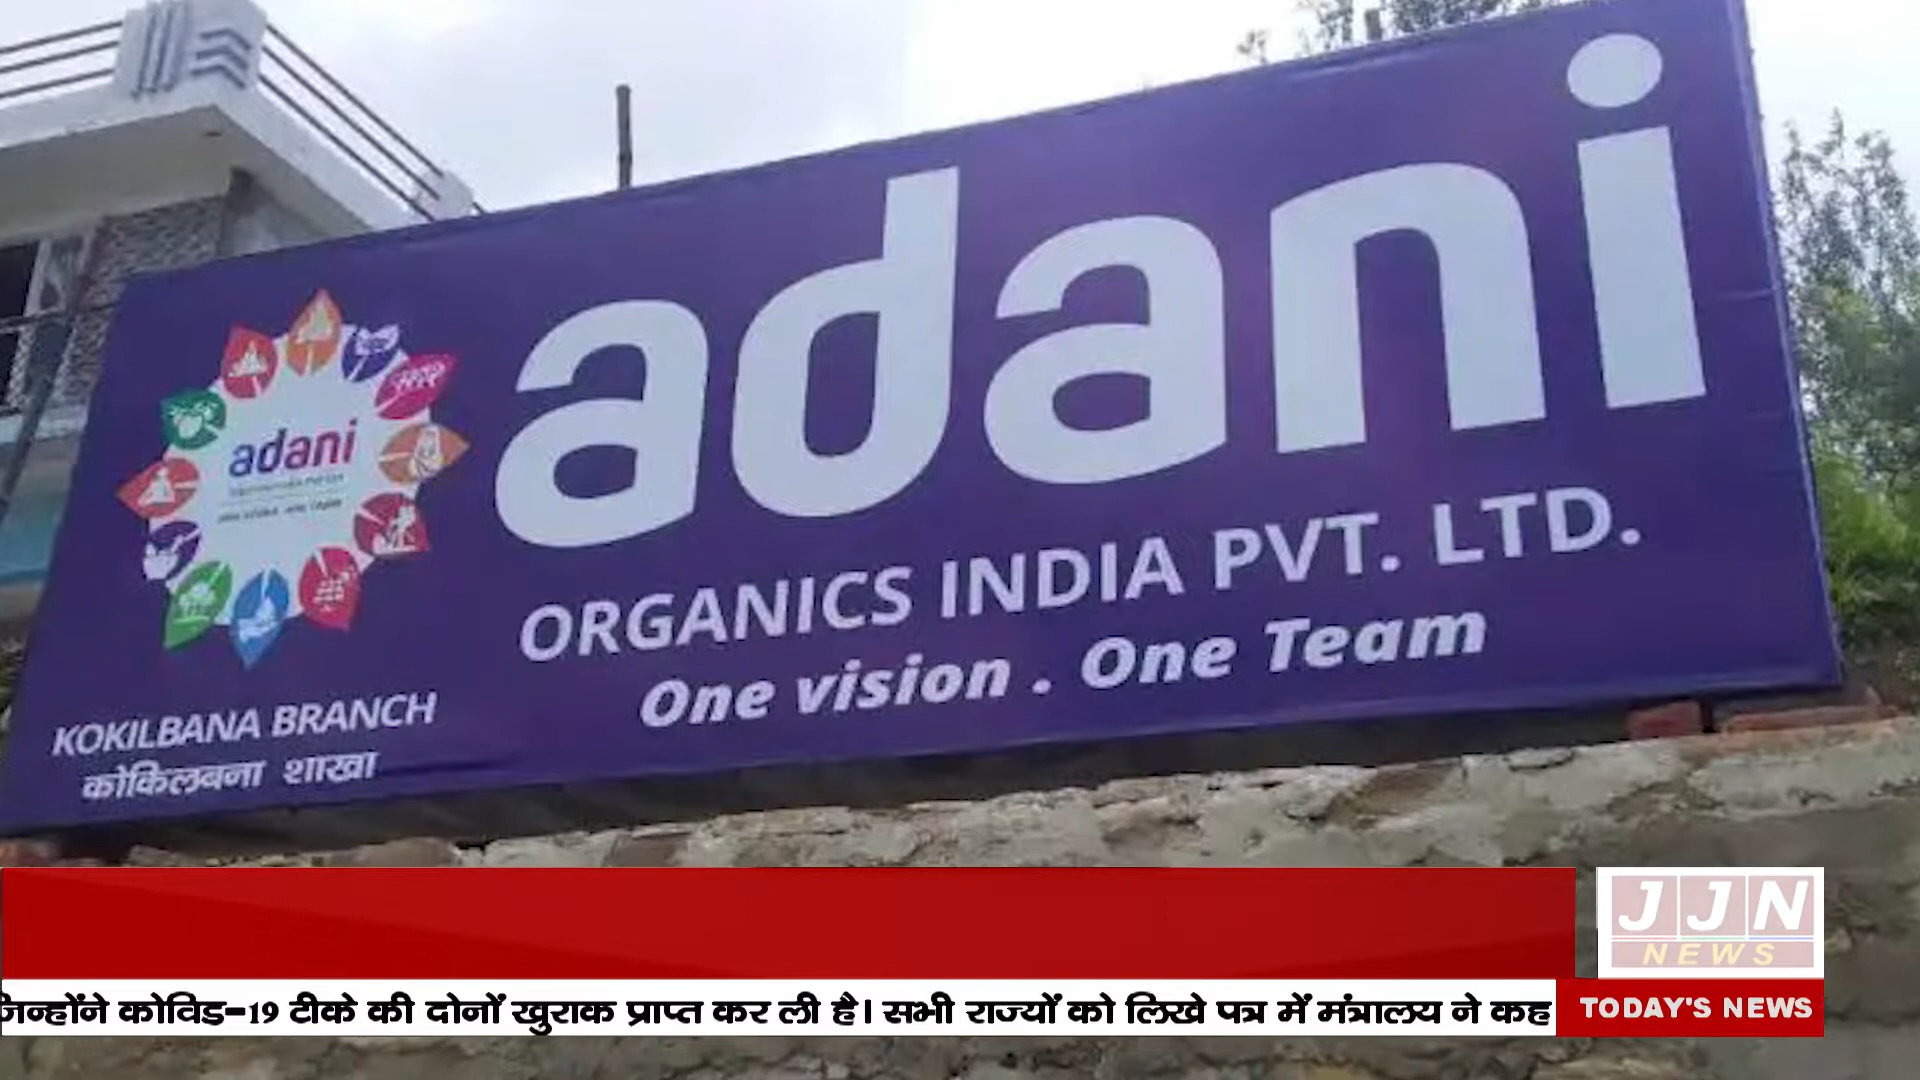 adani
ORGANICS INDIA PVT. LTD.
One vision . One Team
adani
KOKILBANA BRANCH
कोकिलबना शाखा
JJN
NEWS
जिन्होंने कोविड-19 टीके की दोनों खुराक प्राप्त कर ली है। सभी राज्यों को लिखे पत्र में मंत्रालय ने कह
TODAY'S NEWS